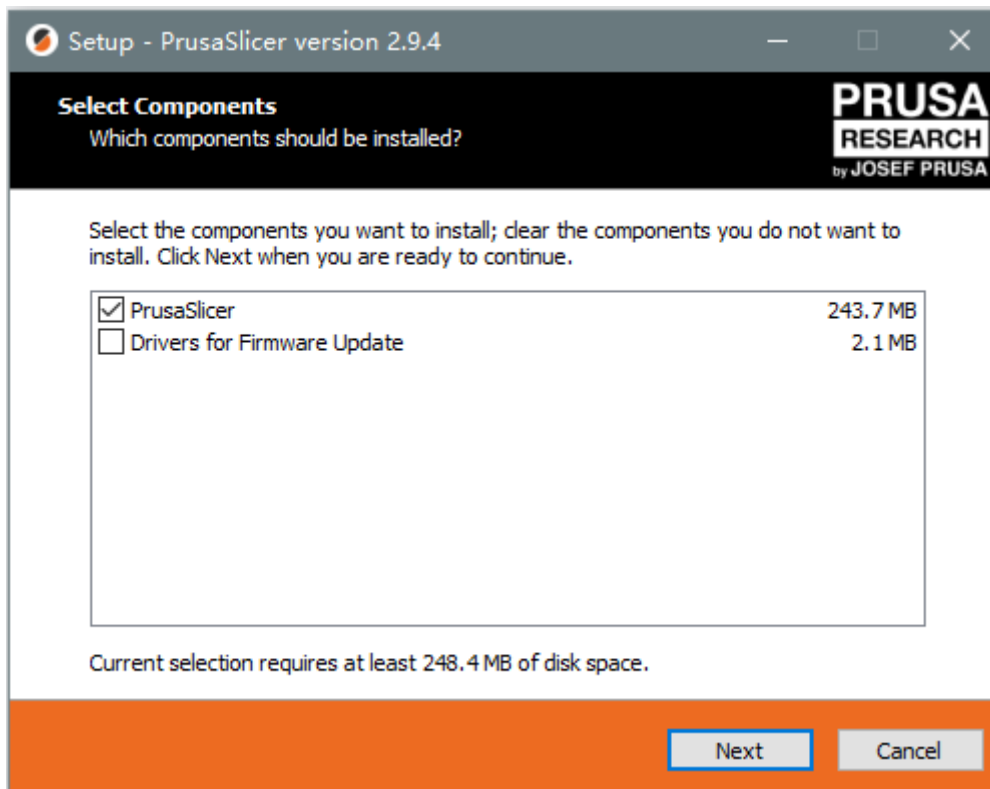 Setup - PrusaSlicer version 2.9.4
Select Components
Which components should be installed?
PRUSA
RESEARCH
by JOSEF PRUSA
Select the components you want to install; clear the components you do not want to
install. Click Next when you are ready to continue.
PrusaSlicer 243.7 MB
Drivers for Firmware Update 2.1 MB
Current selection requires at least 248.4 MB of disk space.
Next Cancel